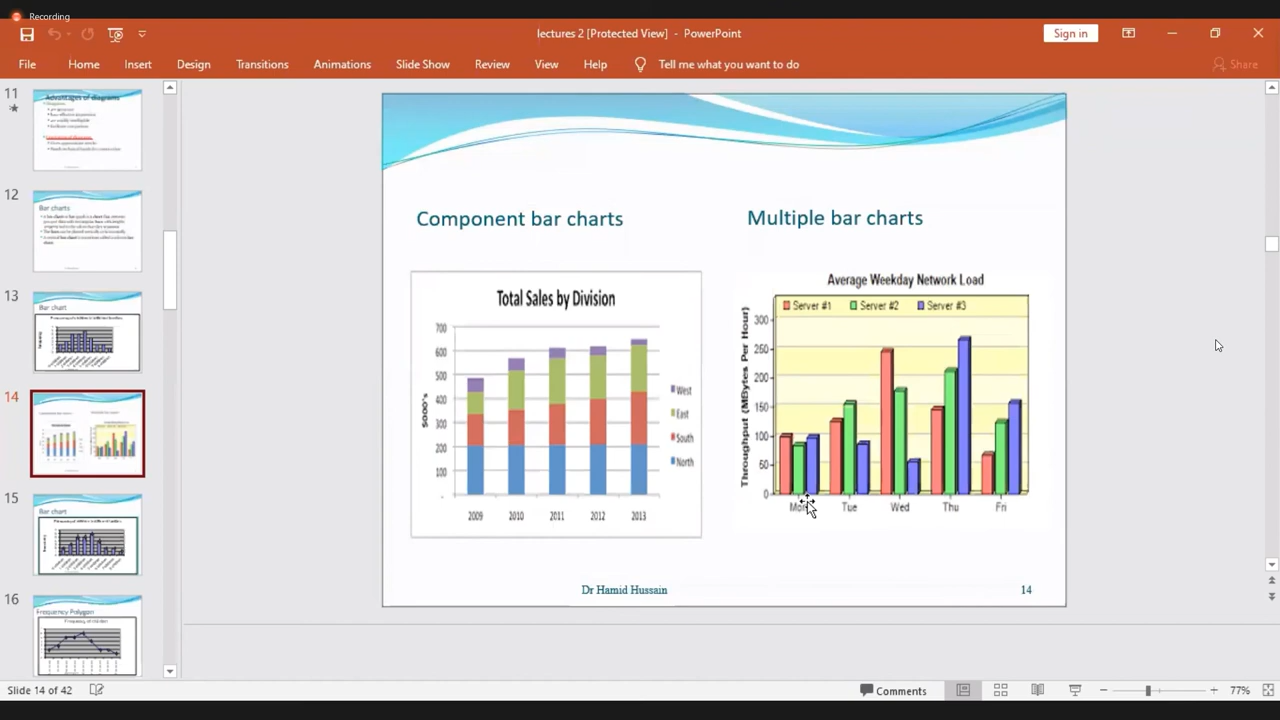 Recording
lectures 2 [Protected View] - PowerPoint
Sign in
File Home Insert Design Transitions Animations Slide Show Review View Help Tell me what you want to do Share
11
Advantages of diagrams
12
Bar charts
13
Bar chart
14
15
Bar chart
16
Frequency Polygon
Component bar charts
Multiple bar charts
Total Sales by Division
$000's
700
600
500
400
300
200
100
-
2009 2010 2011 2012 2013
West
East
South
North
Average Weekday Network Load
Server #1 Server #2 Server #3
Throughput (MBytes Per Hour)
300
250
200
150
100
50
0
Mon Tue Wed Thu Fri
Dr Hamid Hussain
14
Slide 14 of 42
Comments
77%